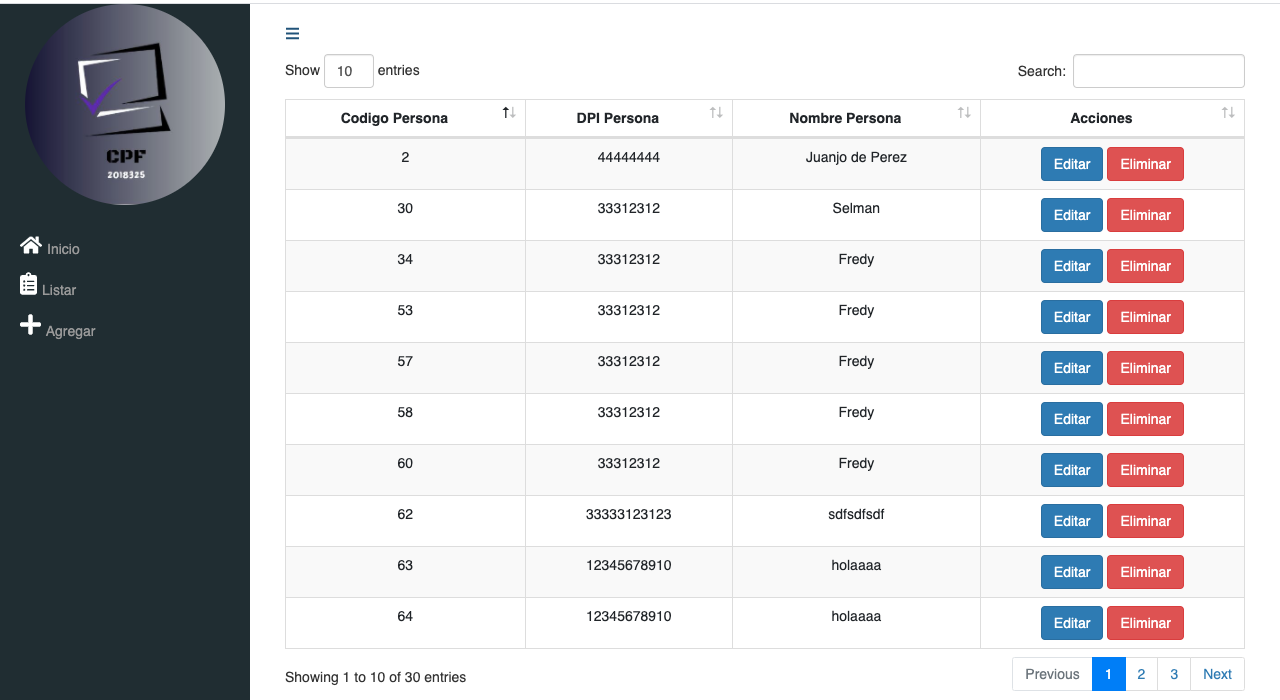 CPF
2018325
Inicio
Listar
Agregar
Show 10 entries
Search:
Codigo Persona DPI Persona Nombre Persona Acciones
2 44444444 Juanjo de Perez Editar Eliminar
30 33312312 Selman Editar Eliminar
34 33312312 Fredy Editar Eliminar
53 33312312 Fredy Editar Eliminar
57 33312312 Fredy Editar Eliminar
58 33312312 Fredy Editar Eliminar
60 33312312 Fredy Editar Eliminar
62 33333123123 sdfsdfsdf Editar Eliminar
63 12345678910 holaaaa Editar Eliminar
64 12345678910 holaaaa Editar Eliminar
Showing 1 to 10 of 30 entries
Previous 1 2 3 Next